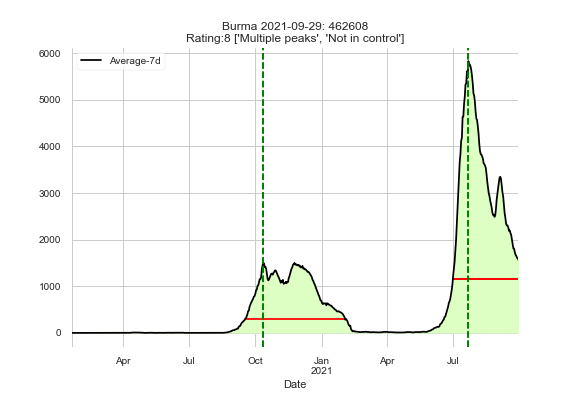 Burma 2021-09-29: 462608
Rating:8 ['Multiple peaks', 'Not in control']
Average-7d
6000
5000
4000
3000
2000
1000
0
Apr
Jul
Oct
Jan
2021
Apr
Jul
Date